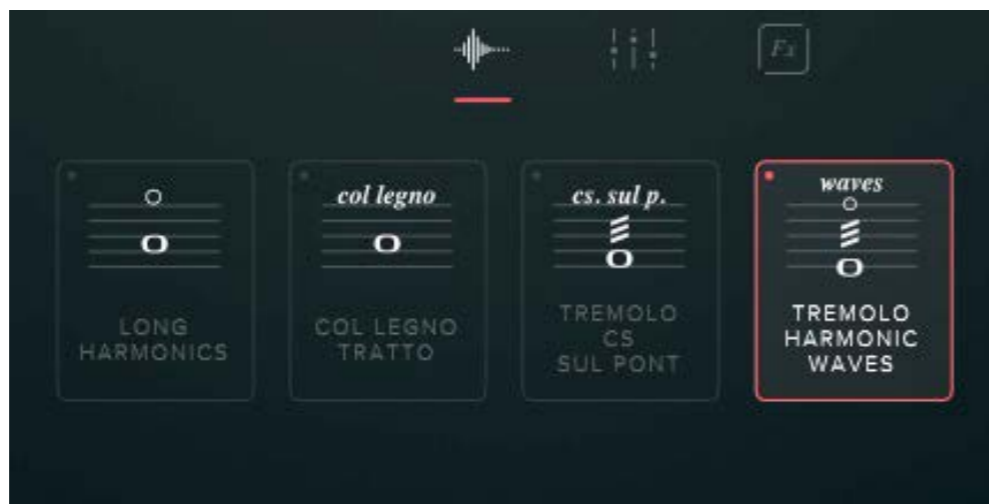 Fx
col legno
cs. sul p.
waves
LONG
HARMONICS
COL LEGNO
TRATTO
TREMOLO
CS
SUL PONT
TREMOLO
HARMONIC
WAVES